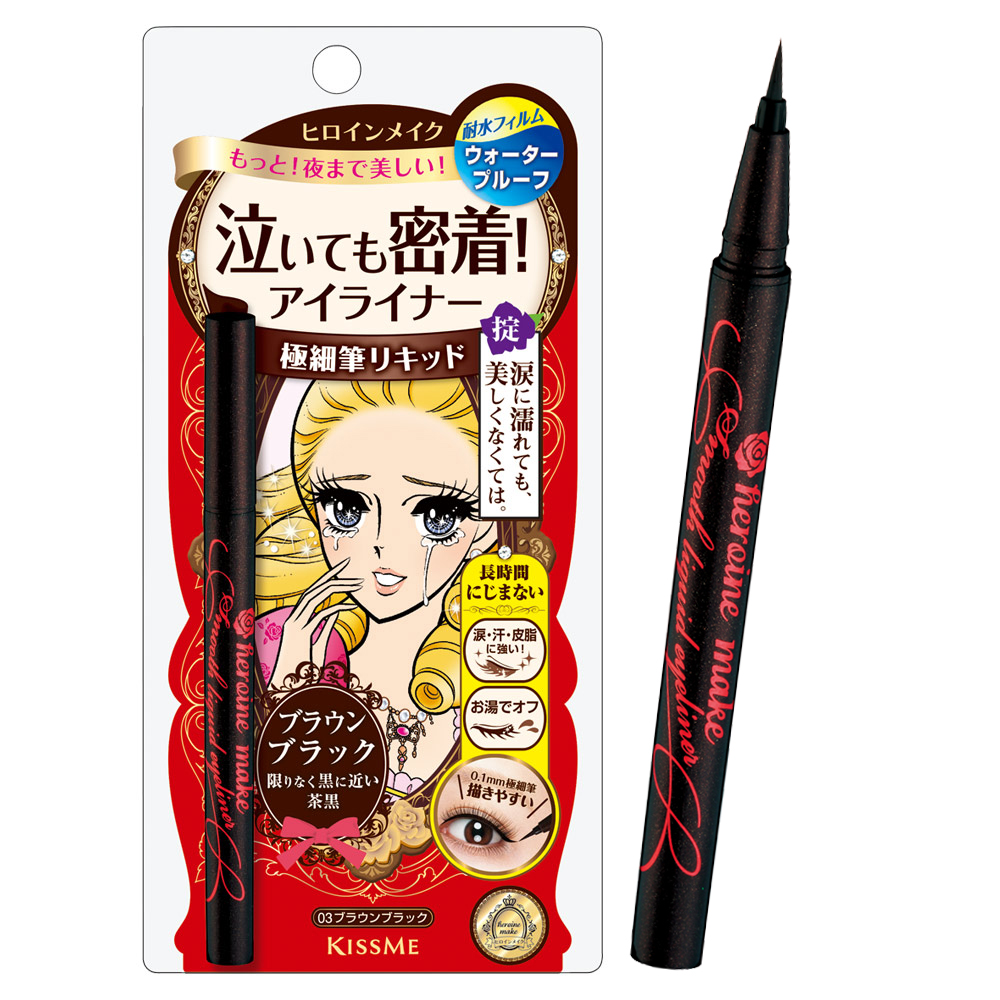 ヒロインメイク
もっと!夜まで美しい!
耐水フィルム
ウォーター
プルーフ
泣いても密着!
アイライナー
極細筆リキッド
掟
涙に濡れても、
美しくなくては。
長時間
にじまない
涙・汗・皮脂
に強い!
お湯でオフ
0.1mm極細筆
描きやすい
ブラウン
ブラック
限りなく黒に近い
茶黒
03ブラウンブラック
KISSME
heroine
make
ヒロインメイク
heroine make
Smooth liquid eyeliner
heroine make
Smooth liquid eyeliner